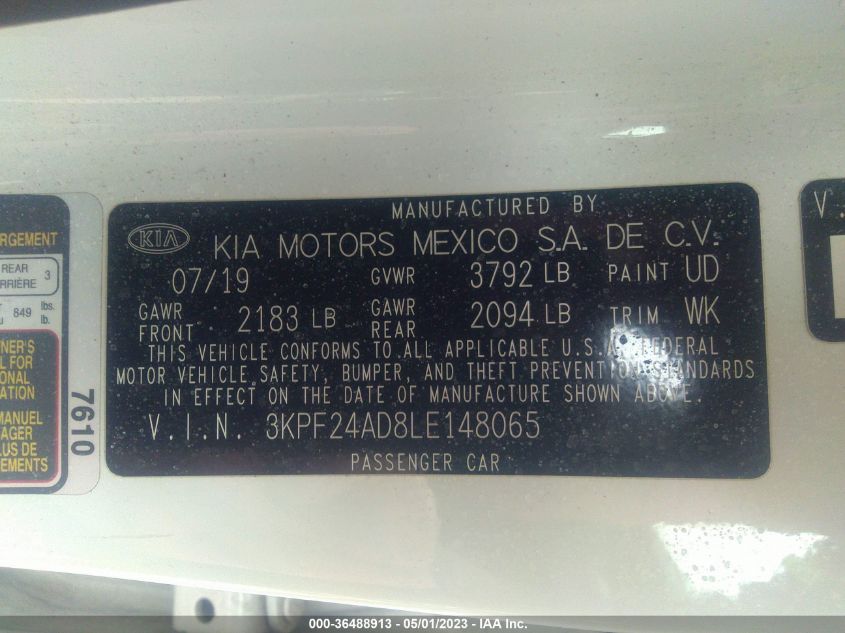 MANUFACTURED BY
KIA KIA MOTORS MEXICO S.A. DE C.V.
07/19 GVWR 3792 LB PAINT UD
GAWR FRONT 2183 LB GAWR REAR 2094 LB TRIM WK
THIS VEHICLE CONFORMS TO ALL APPLICABLE U.S.A. FEDERAL
MOTOR VEHICLE SAFETY, BUMPER, AND THEFT PREVENTION STANDARDS
IN EFFECT ON THE DATE OF MANUFACTURE SHOWN ABOVE.
V.I.N. 3KPF24AD8LE148065
PASSENGER CAR
REAR 3
849 lbs.
lb.
7610
V.
000-36488913 - 05/01/2023 - IAA Inc.